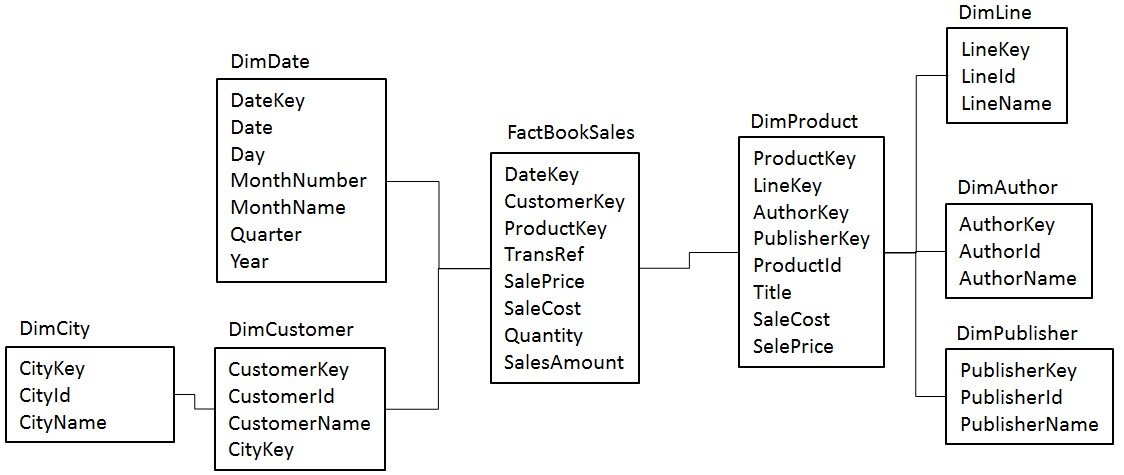 DimDate
DateKey
Date
Day
MonthNumber
MonthName
Quarter
Year
DimCity
CityKey
CityId
CityName
DimCustomer
CustomerKey
CustomerId
CustomerName
CityKey
FactBookSales
DateKey
CustomerKey
ProductKey
TransRef
SalePrice
SaleCost
Quantity
SalesAmount
DimProduct
ProductKey
LineKey
AuthorKey
PublisherKey
ProductId
Title
SaleCost
SelePrice
DimLine
LineKey
LineId
LineName
DimAuthor
AuthorKey
AuthorId
AuthorName
DimPublisher
PublisherKey
PublisherId
PublisherName